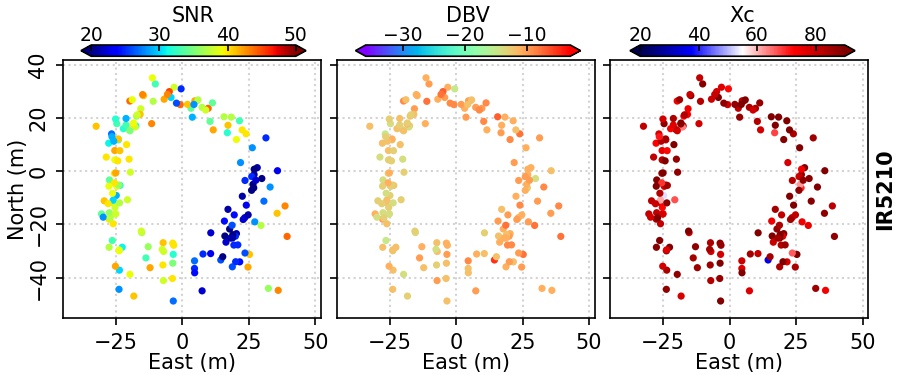 SNR DBV Xc
20 30 40 50 −30 −20 −10 20 40 60 80
40
20
0
−20
−40
North (m)
IR5210
−25 0 25 50 −25 0 25 50 −25 0 25 50
East (m) East (m) East (m)